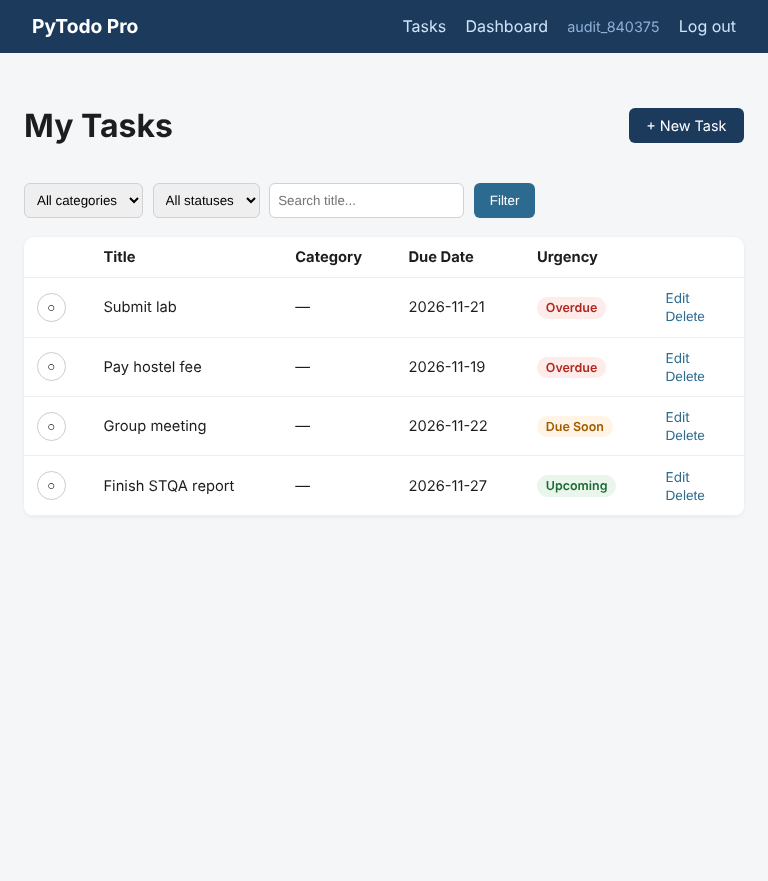 PyTodo Pro Tasks Dashboard audit_840375 Log out
My Tasks + New Task
All categories All statuses Search title... Filter
Title Category Due Date Urgency
○ Submit lab — 2026-11-21 Overdue Edit
Delete
○ Pay hostel fee — 2026-11-19 Overdue Edit
Delete
○ Group meeting — 2026-11-22 Due Soon Edit
Delete
○ Finish STQA report — 2026-11-27 Upcoming Edit
Delete